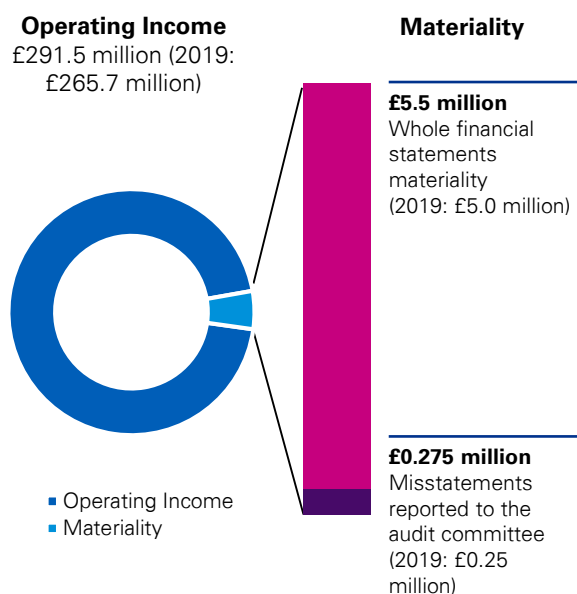 Operating Income
£291.5 million (2019:
£265.7 million)
Materiality
£5.5 million
Whole financial
statements
materiality
(2019: £5.0 million)
£0.275 million
Misstatements
reported to the
audit committee
(2019: £0.25
million)
Operating Income
Materiality